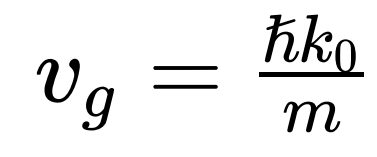 v_g = \frac{\hbar k_0}{m}